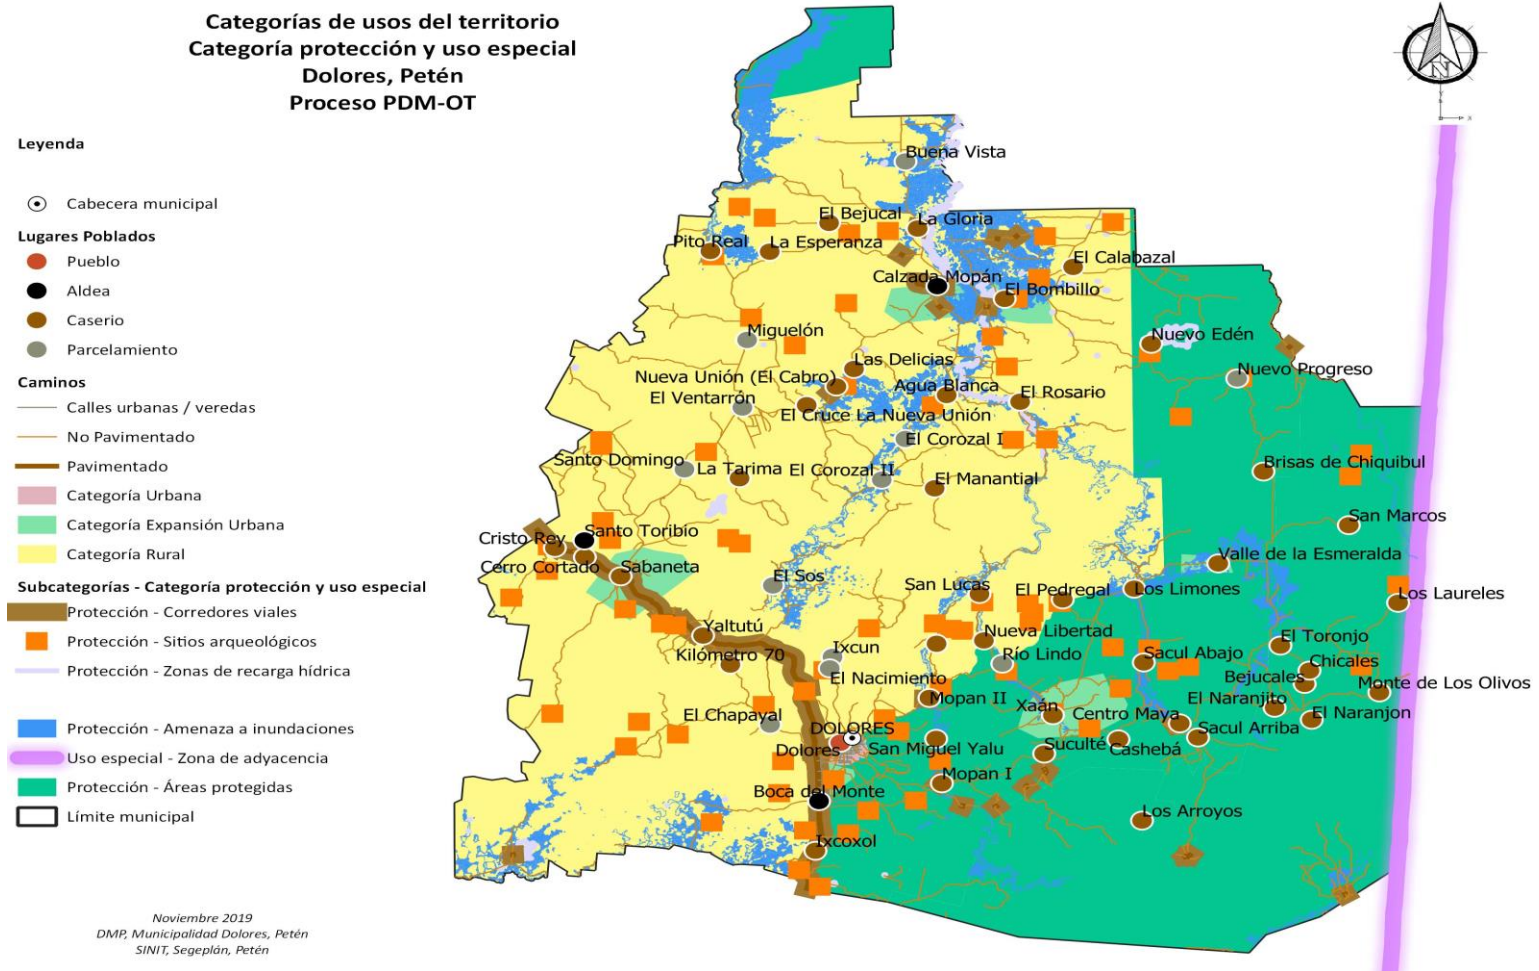 Categorías de usos del territorio
Categoría protección y uso especial
Dolores, Petén
Proceso PDM-OT
Leyenda
Cabecera municipal
Lugares Poblados
Pueblo
Aldea
Caserio
Parcelamiento
Caminos
Calles urbanas / veredas
No Pavimentado
Pavimentado
Categoría Urbana
Categoría Expansión Urbana
Categoría Rural
Subcategorías - Categoría protección y uso especial
Protección - Corredores viales
Protección - Sitios arqueológicos
Protección - Zonas de recarga hídrica
Protección - Amenaza a inundaciones
Uso especial - Zona de adyacencia
Protección - Áreas protegidas
Límite municipal
Noviembre 2019
DMP, Municipalidad Dolores, Petén
SINIT, Segeplán, Petén
N
Buena Vista
El Bejucal
La Gloria
Pito Real
La Esperanza
El Calabazal
Calzada Mopán
El Bombillo
Miguelón
Nuevo Edén
Las Delicias
Nuevo Progreso
Nueva Unión (El Cabro)
Agua Blanca
El Ventarrón
El Rosario
El Cruce La Nueva Unión
El Corozal I
Santo Domingo
La Tarima
El Corozal II
El Manantial
Brisas de Chiquibul
San Marcos
Cristo Rey
Santo Toribio
Valle de la Esmeralda
Cerro Cortado
Sabaneta
El Sos
San Lucas
El Pedregal
Los Limones
Los Laureles
Yaltutú
Nueva Libertad
El Toronjo
Kilómetro 70
Ixcun
Río Lindo
Sacul Abajo
Chicales
El Nacimiento
Bejucales
Monte de Los Olivos
Mopan II
El Naranjito
El Chapayal
Xaán
Centro Maya
El Naranjon
DOLORES
Sacul Arriba
Dolores
San Miguel Yalu
Suculté
Cashebá
Mopan I
Boca del Monte
Los Arroyos
Ixcoxol